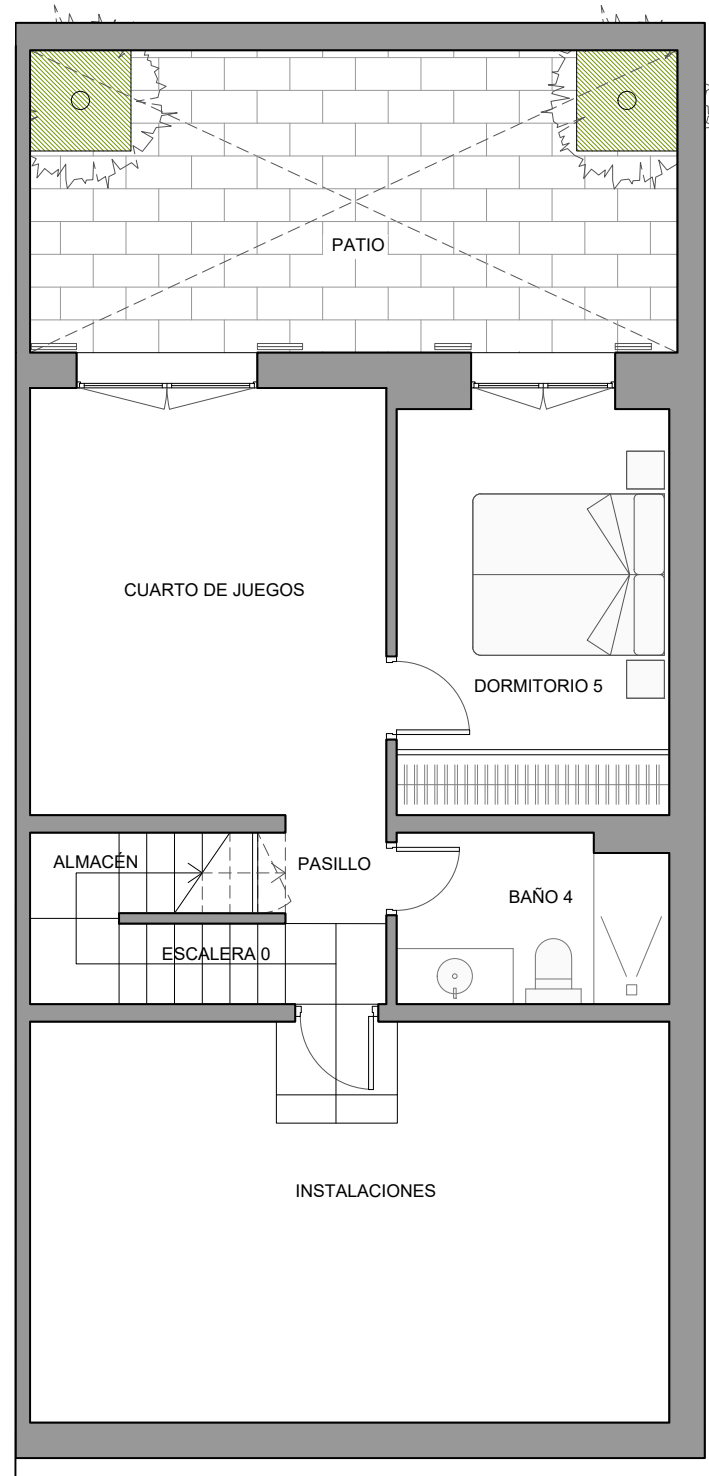 PATIO
CUARTO DE JUEGOS
DORMITORIO 5
ALMACÉN
PASILLO
BAÑO 4
ESCALERA 0
INSTALACIONES